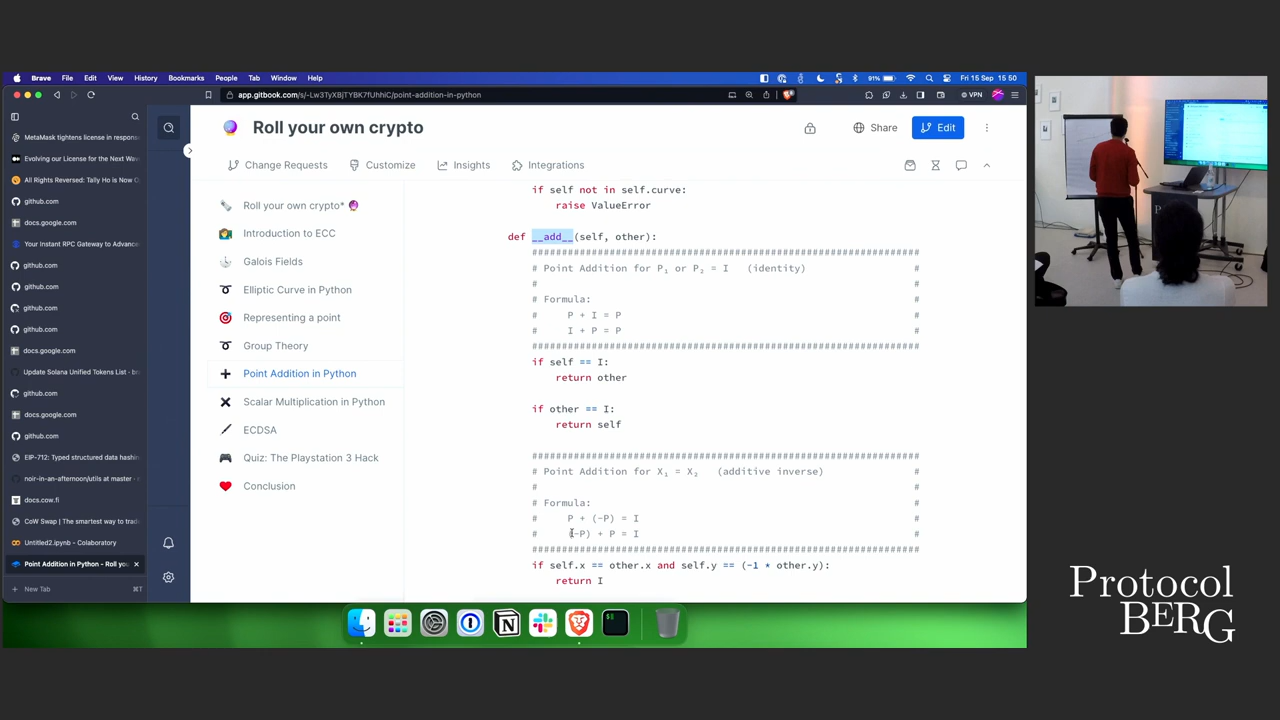 Brave File Edit View History Bookmarks People Tab Window Help
91% Fri 15 Sep 15 50
app.gitbook.com/s/-Lw3TyXBjTYBK7fUhhiC/point-addition-in-python
VPN
MetaMask tightens license in respons
Evolving our License for the Next Wav
All Rights Reversed: Tally Ho is Now O
github.com
docs.google.com
Your Instant RPC Gateway to Advance
github.com
github.com
github.com
github.com
docs.google.com
Update Solana Unified Tokens List - br
github.com
docs.google.com
github.com
EIP-712: Typed structured data hashin
noir-in-an-afternoon/utils at master ·
docs.cow.fi
CoW Swap | The smartest way to trad
Untitled2.ipynb - Colaboratory
Point Addition in Python - Roll you
New Tab ⌘T
Roll your own crypto
Share
Edit
Change Requests
Customize
Insights
Integrations
Roll your own crypto*
Introduction to ECC
Galois Fields
Elliptic Curve in Python
Representing a point
Group Theory
Point Addition in Python
Scalar Multiplication in Python
ECDSA
Quiz: The Playstation 3 Hack
Conclusion
if self not in self.curve:
raise ValueError
def __add__(self, other):
##################################################################
# Point Addition for P₁ or P₂ = I (identity) #
# #
# Formula: #
# P + I = P #
# I + P = P #
##################################################################
if self == I:
return other
if other == I:
return self
##################################################################
# Point Addition for X₁ = X₂ (additive inverse) #
# #
# Formula: #
# P + (-P) = I #
# (-P) + P = I #
##################################################################
if self.x == other.x and self.y == (-1 * other.y):
return I
Protocol
BERG